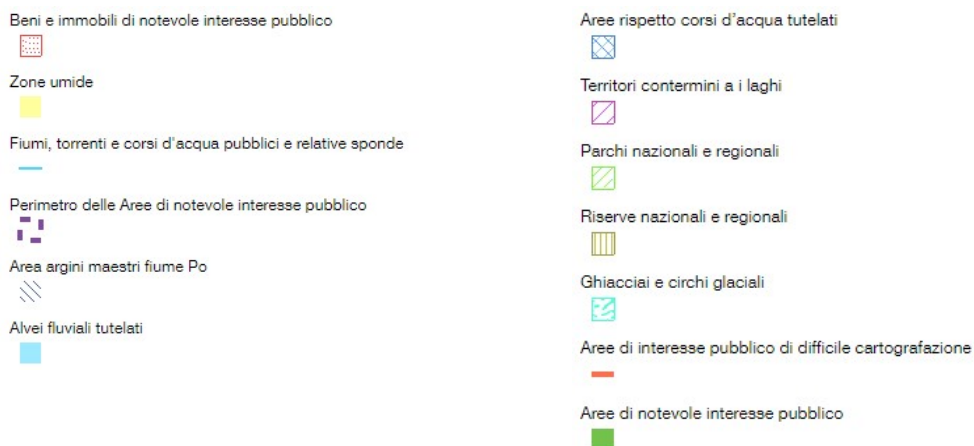 Beni e immobili di notevole interesse pubblico
Zone umide
Fiumi, torrenti e corsi d'acqua pubblici e relative sponde
Perimetro delle Aree di notevole interesse pubblico
Area argini maestri fiume Po
Alvei fluviali tutelati
Aree rispetto corsi d'acqua tutelati
Territori contermini a i laghi
Parchi nazionali e regionali
Riserve nazionali e regionali
Ghiacciai e circhi glaciali
Aree di interesse pubblico di difficile cartografazione
Aree di notevole interesse pubblico